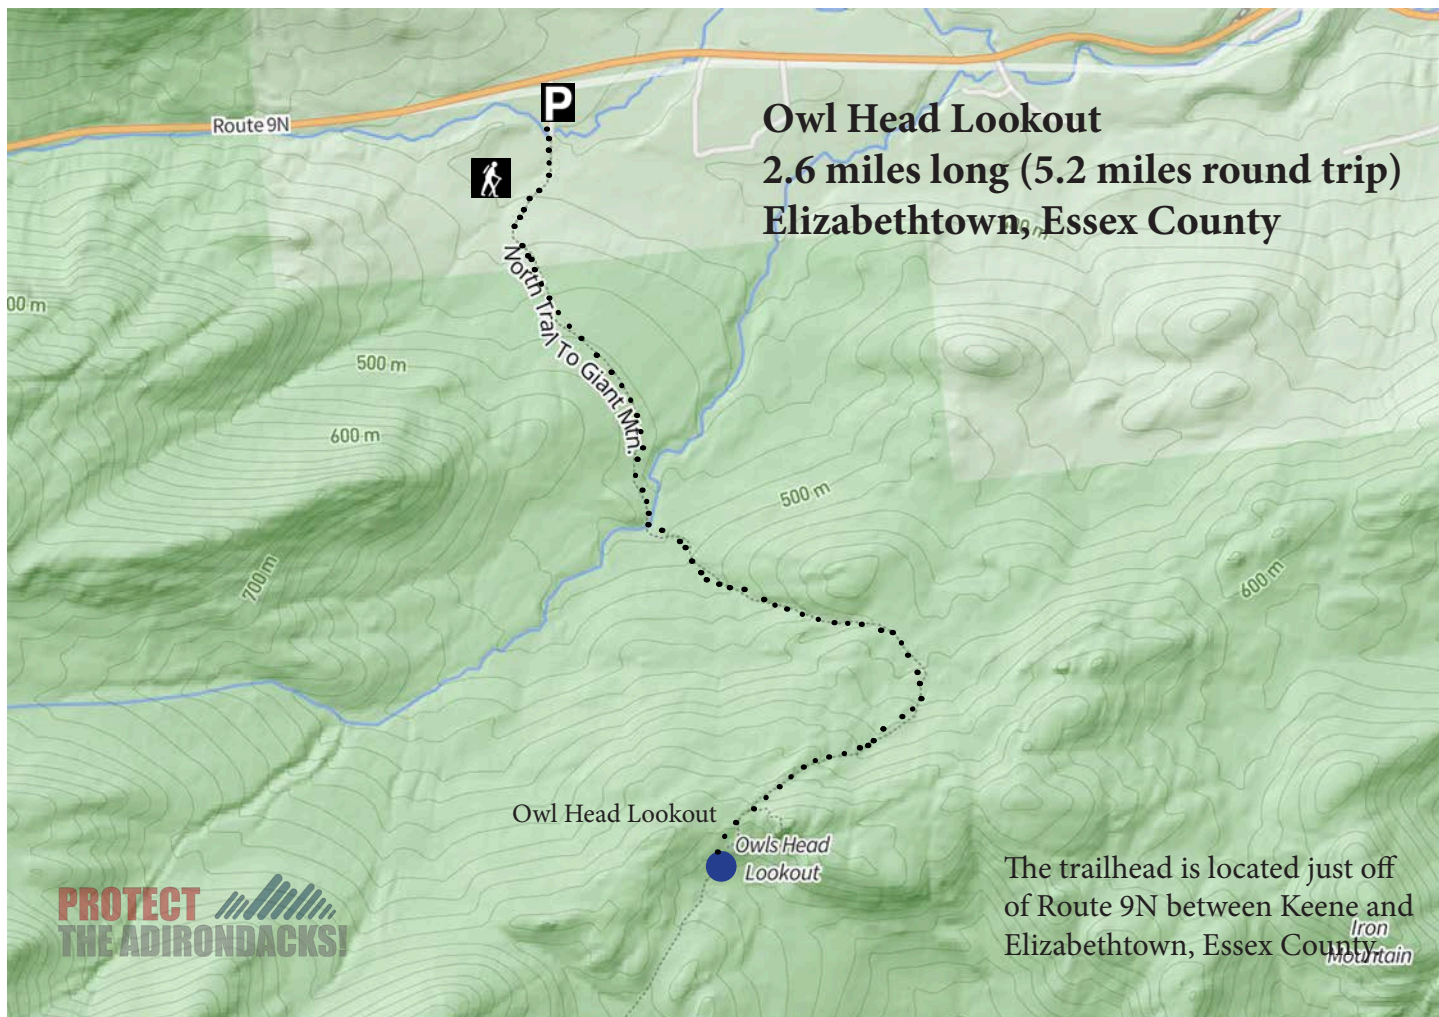 P
Route 9N
Owl Head Lookout
2.6 miles long (5.2 miles round trip)
Elizabethtown, Essex County
North Trail To Giant Mtn.
00 m
500 m
600 m
700 m
500 m
600 m
Owl Head Lookout
Owls Head
Lookout
The trailhead is located just off
of Route 9N between Keene and
Elizabethtown, Essex County.
Iron
Mountain
PROTECT
THE ADIRONDACKS!